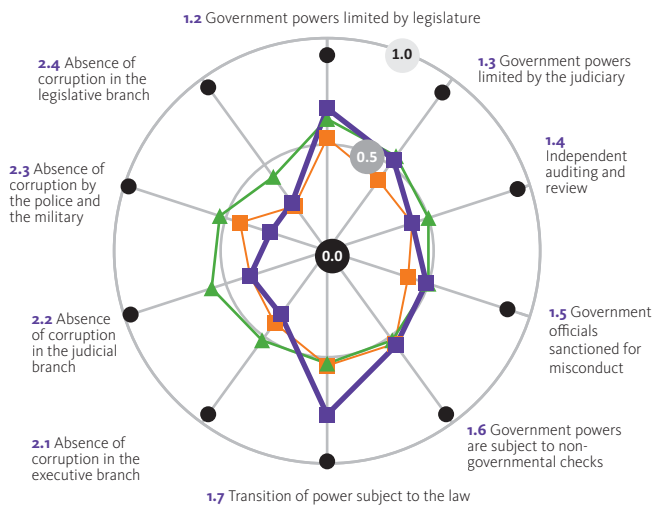 1.2 Government powers limited by legislature
1.0
1.3 Government powers
limited by the judiciary
2.4 Absence of
corruption in the
legislative branch
1.4
Independent
auditing and
review
0.5
2.3 Absence of
corruption by
the police and
the military
0.0
1.5 Government
officials
sanctioned for
misconduct
2.2 Absence
of corruption
in the judicial
branch
1.6 Government powers
are subject to non-
governmental checks
2.1 Absence of
corruption in the
executive branch
1.7 Transition of power subject to the law